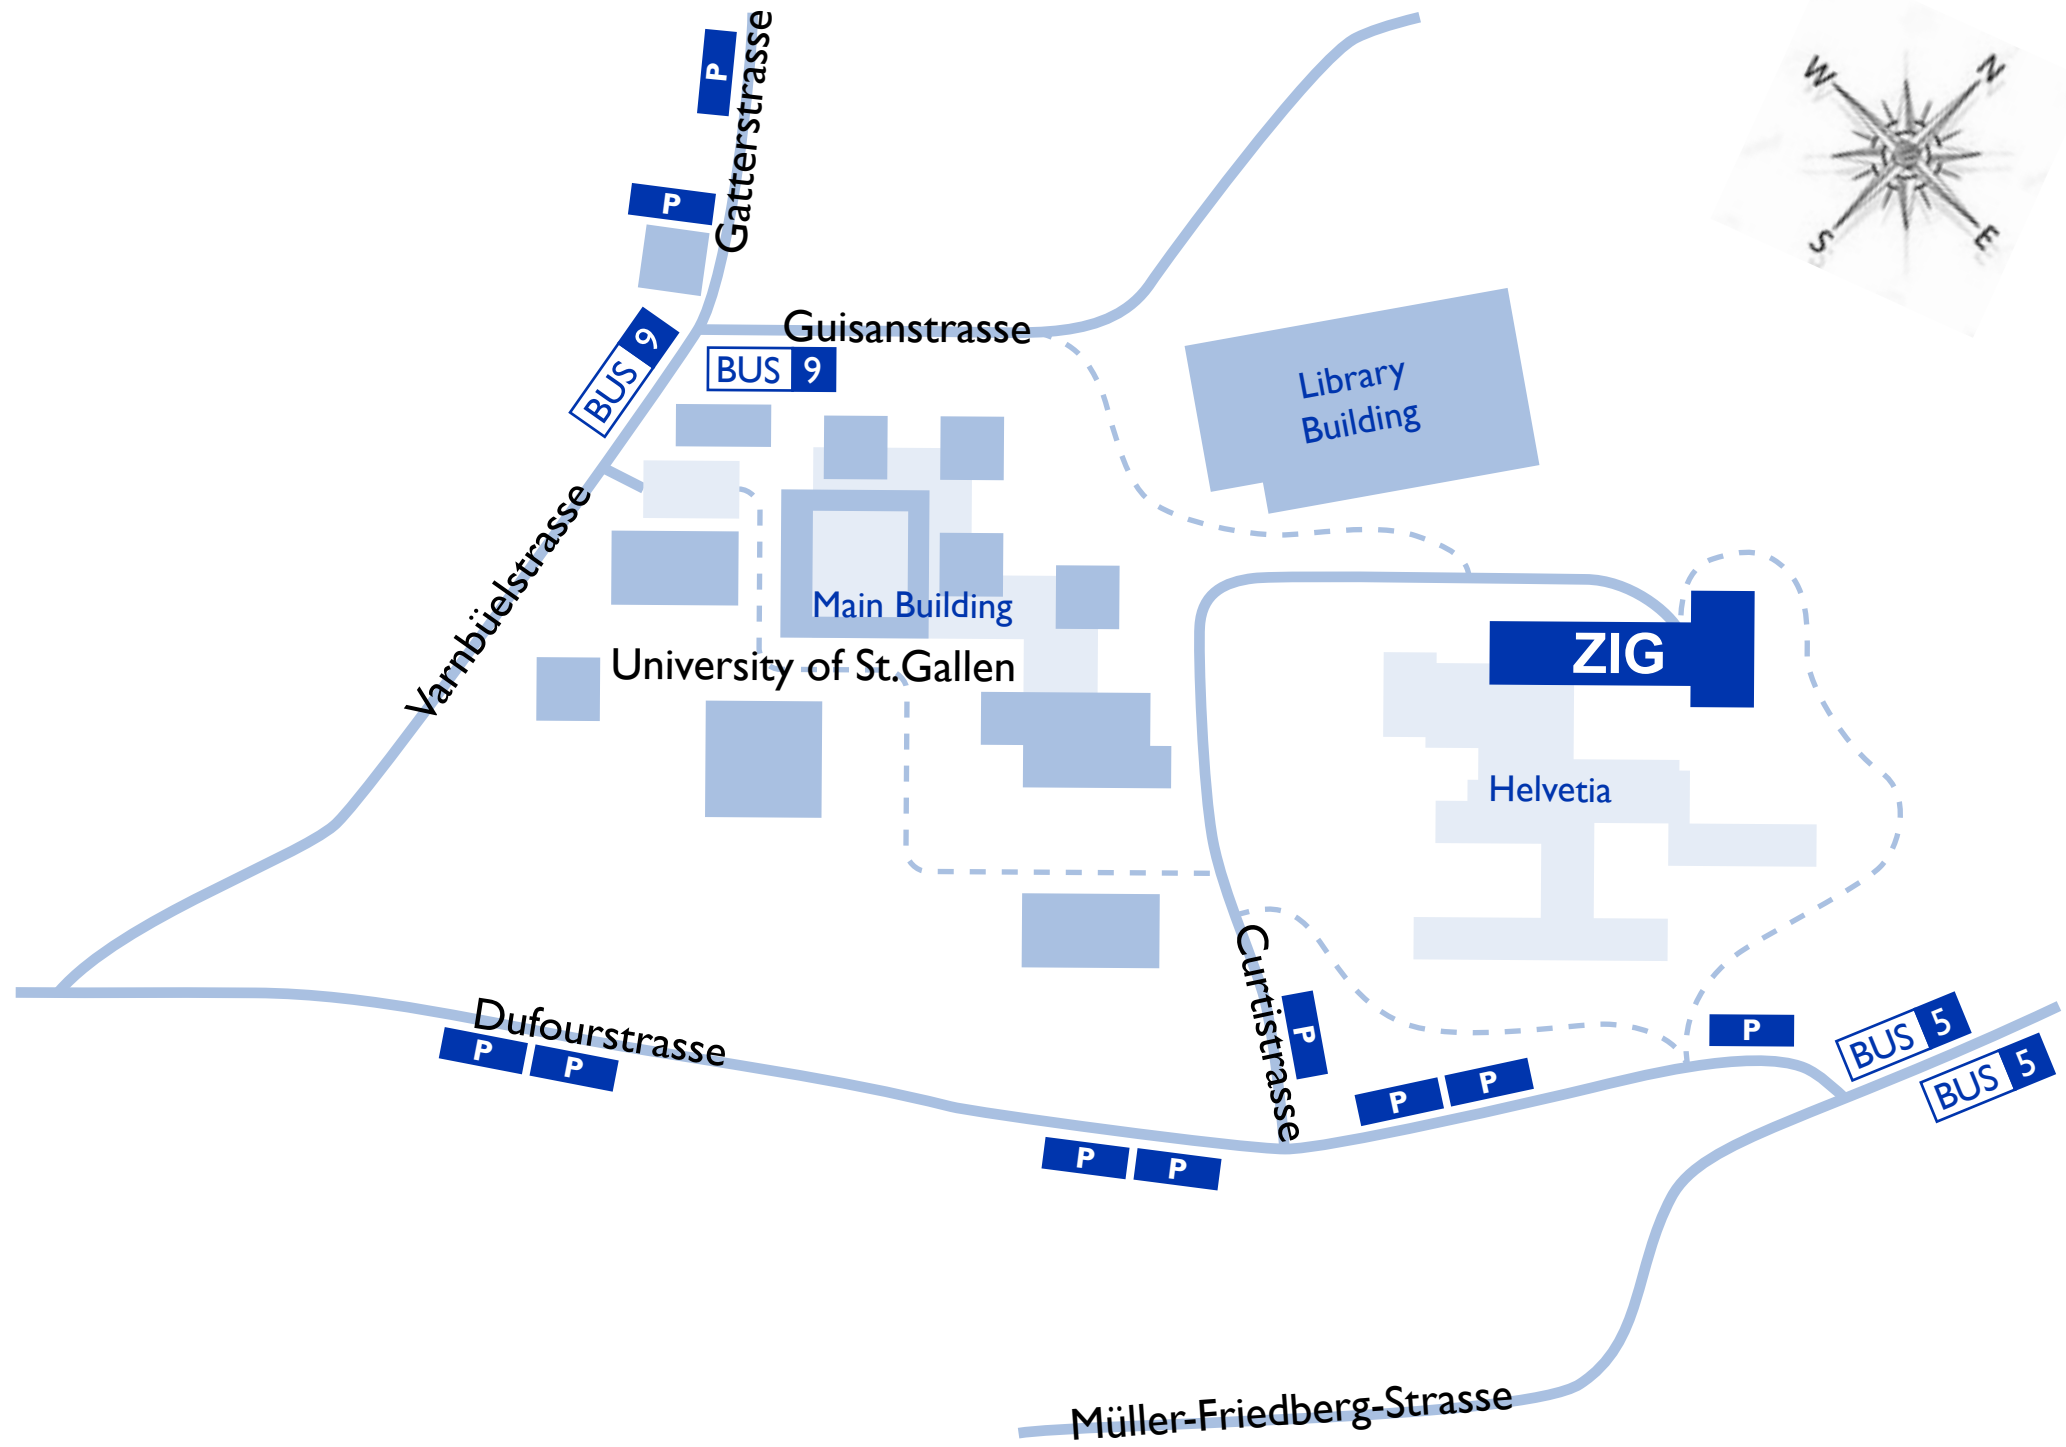 P
Gatterstrasse
W
N
S
E
P
Guisanstrasse
BUS 9
BUS 9
Library
Building
Varnbüelstrasse
Main Building
University of St.Gallen
ZIG
Helvetia
Curtistrasse
P
Dufourstrasse
P
P
P
BUS 5
BUS 5
P
P
P
P
Müller-Friedberg-Strasse